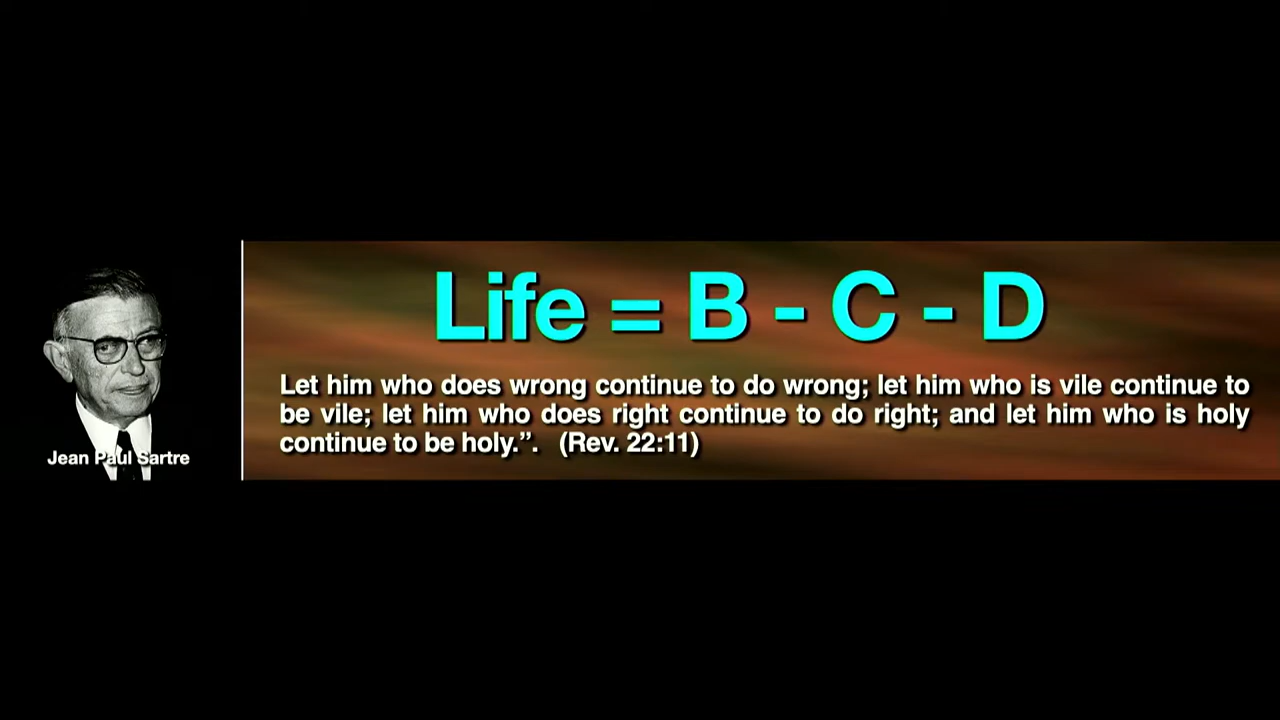 Life = B - C - D
Let him who does wrong continue to do wrong; let him who is vile continue to
be vile; let him who does right continue to do right; and let him who is holy
continue to be holy.”. (Rev. 22:11)
Jean Paul Sartre